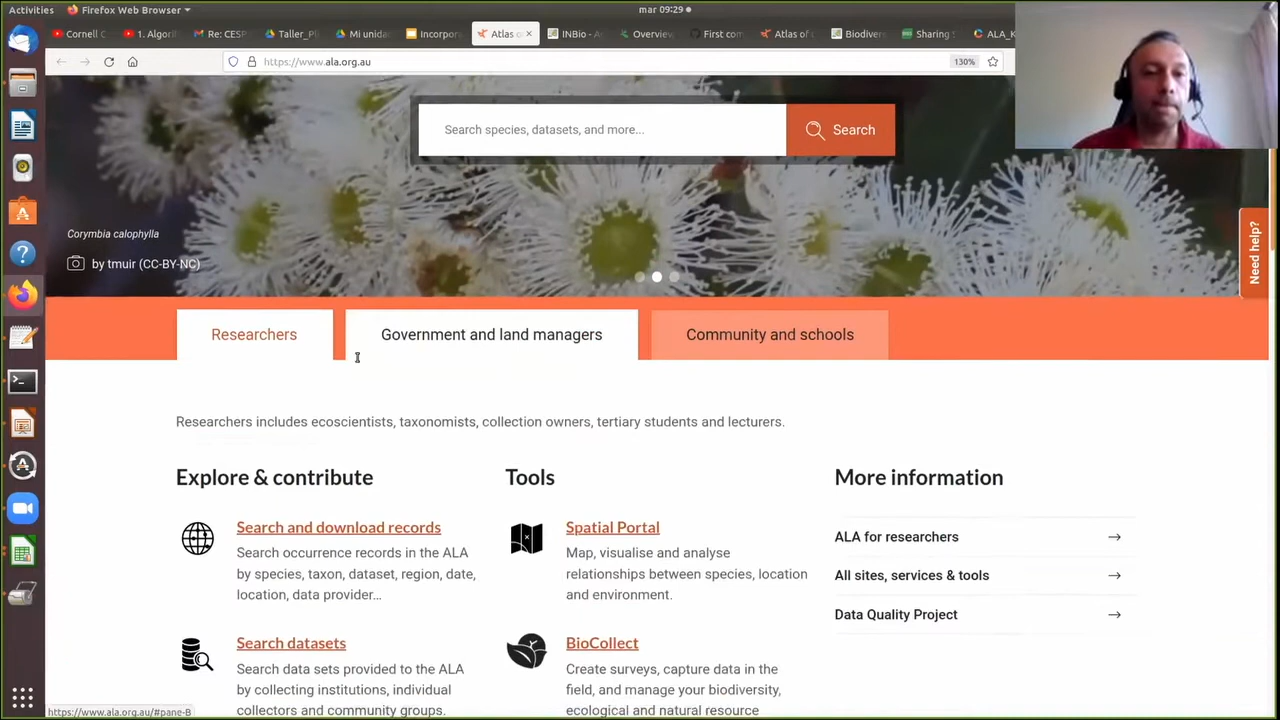 Activities
Firefox Web Browser
mar 09:29
Cornell C
1. Algori
Re: CESP
Taller_Pl
Mi unida
Incorpor
Atlas o
INBio - A
Overview
First con
Atlas of
Biodivers
Sharing
ALA_K
https://www.ala.org.au
130%
Search species, datasets, and more...
Search
Corymbia calophylla
by tmuir (CC-BY-NC)
Need help?
Researchers
Government and land managers
Community and schools
Researchers includes ecoscientists, taxonomists, collection owners, tertiary students and lecturers.
Explore & contribute
Search and download records
Search occurrence records in the ALA
by species, taxon, dataset, region, date,
location, data provider...
Search datasets
Search data sets provided to the ALA
by collecting institutions, individual
collectors and community groups.
Tools
Spatial Portal
Map, visualise and analyse
relationships between species, location
and environment.
BioCollect
Create surveys, capture data in the
field, and manage your biodiversity,
ecological and natural resource
More information
ALA for researchers
All sites, services & tools
Data Quality Project
https://www.ala.org.au/#pane-B